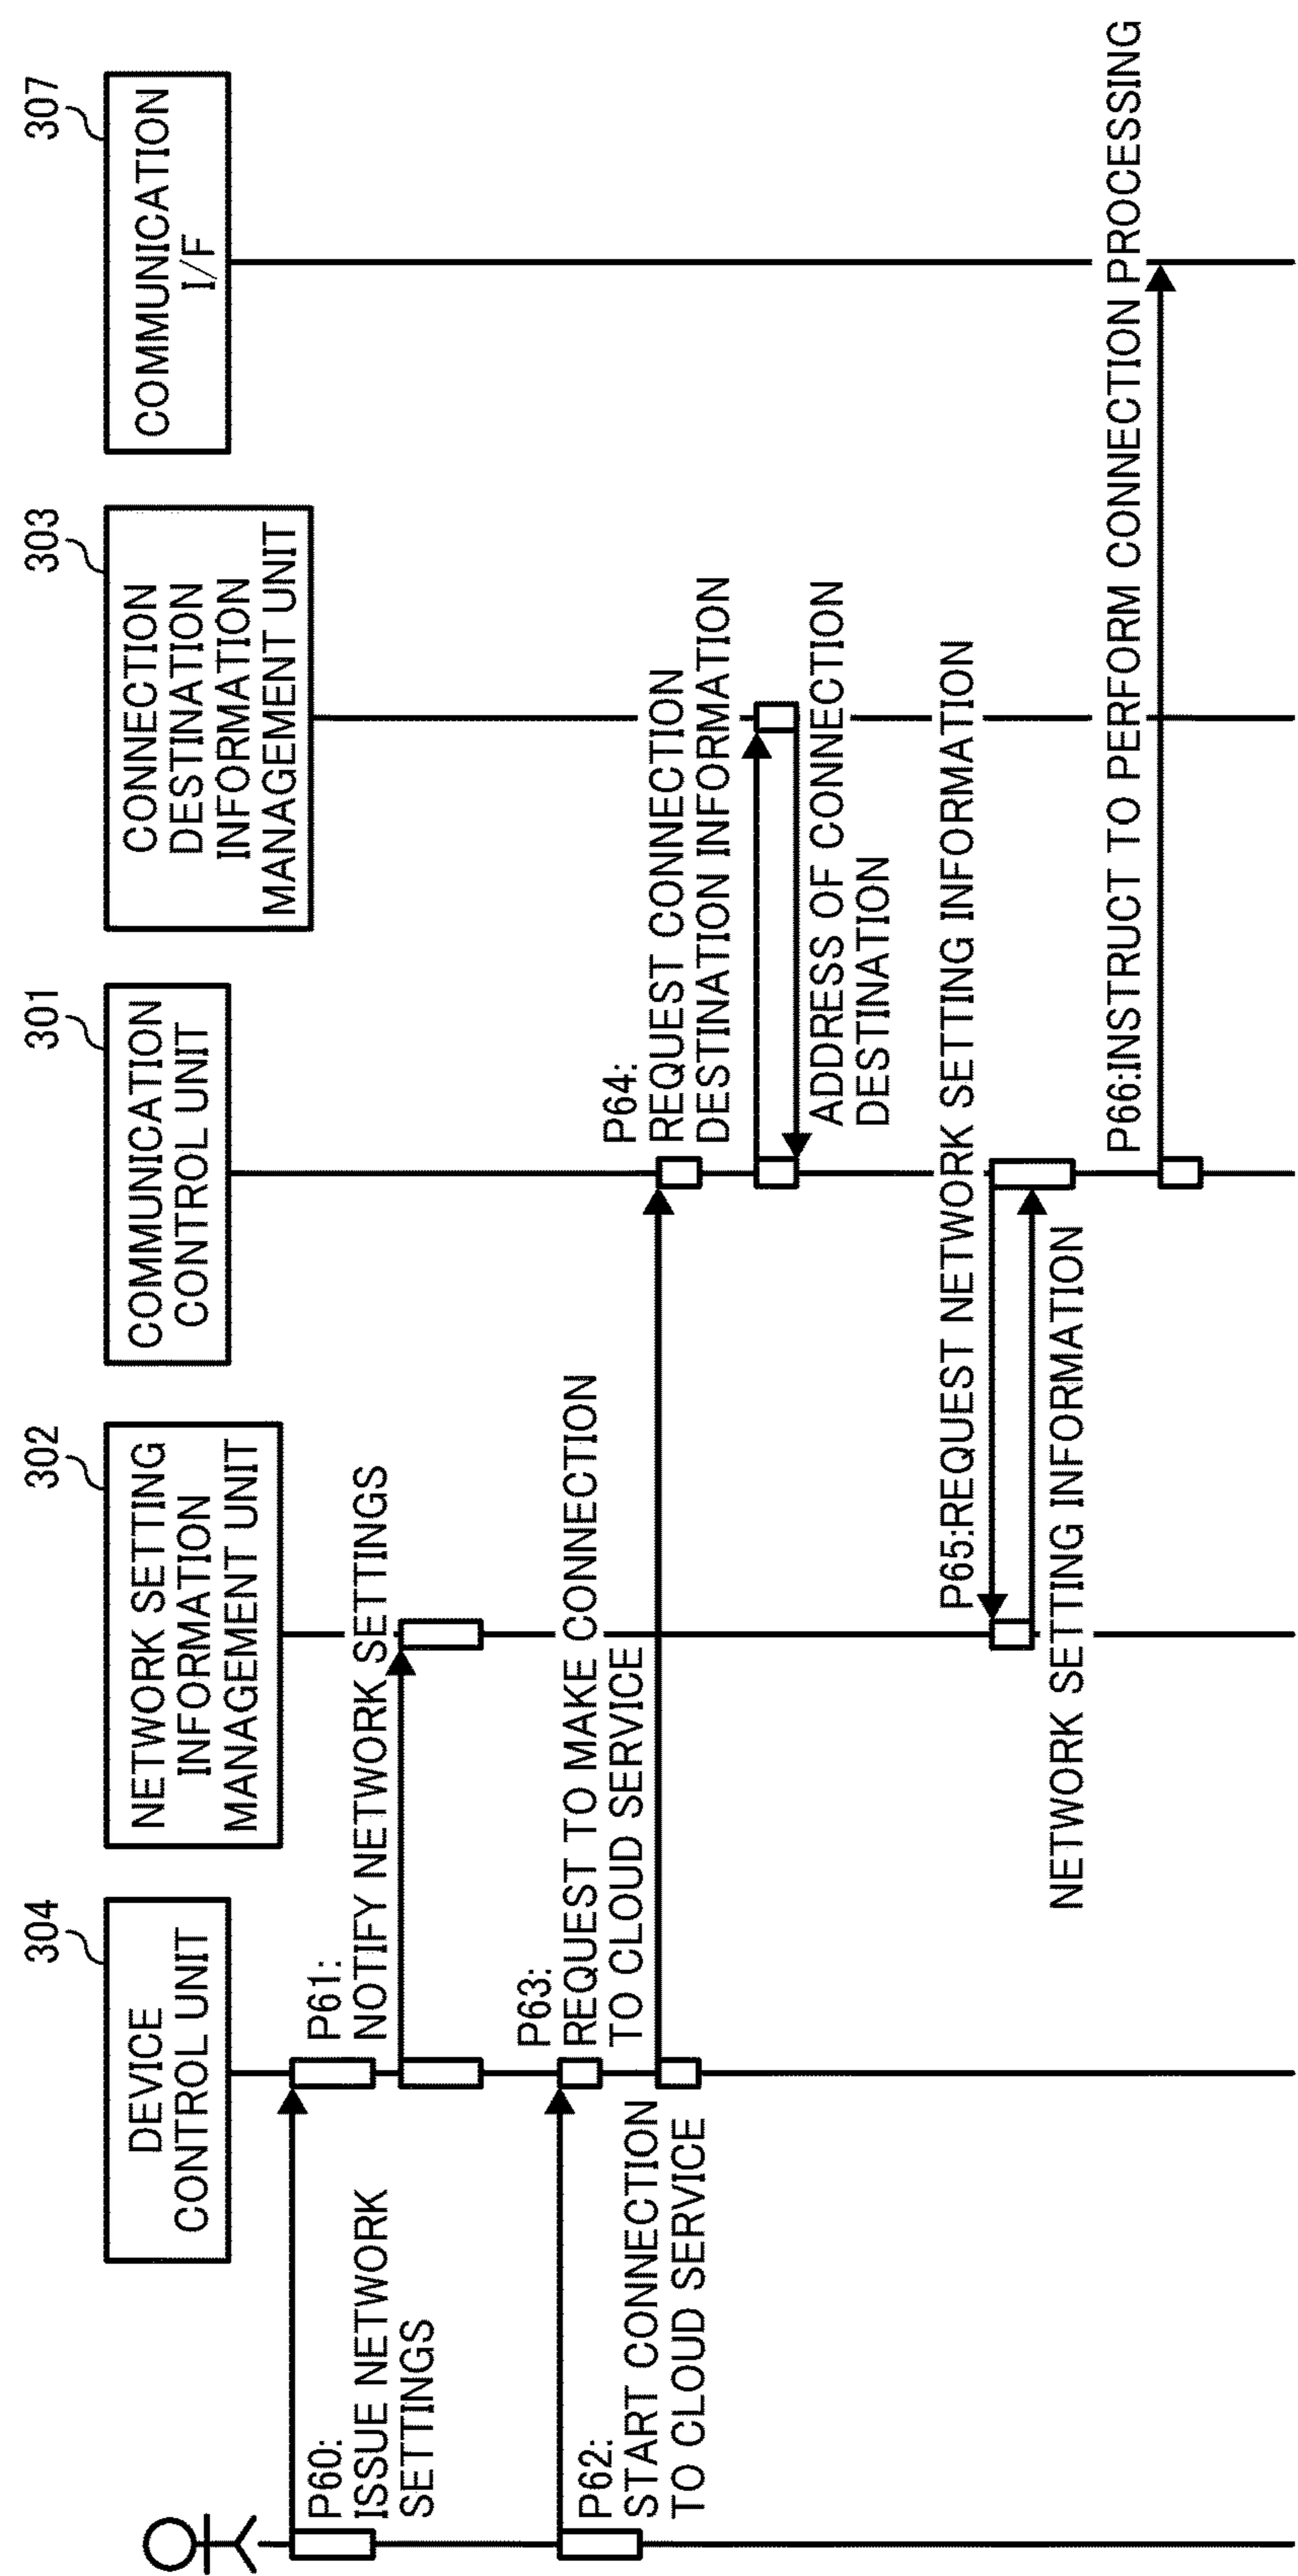 304
DEVICE
CONTROL UNIT
302
NETWORK SETTING
INFORMATION
MANAGEMENT UNIT
301
COMMUNICATION
CONTROL UNIT
303
CONNECTION
DESTINATION
INFORMATION
MANAGEMENT UNIT
307
COMMUNICATION
I/F
P60:
ISSUE NETWORK
SETTINGS
P61:
NOTIFY NETWORK SETTINGS
P62:
START CONNECTION
TO CLOUD SERVICE
P63:
REQUEST TO MAKE CONNECTION
TO CLOUD SERVICE
P64:
REQUEST CONNECTION
DESTINATION INFORMATION
ADDRESS OF CONNECTION
DESTINATION
P65:REQUEST NETWORK SETTING INFORMATION
NETWORK SETTING INFORMATION
P66:INSTRUCT TO PERFORM CONNECTION PROCESSING